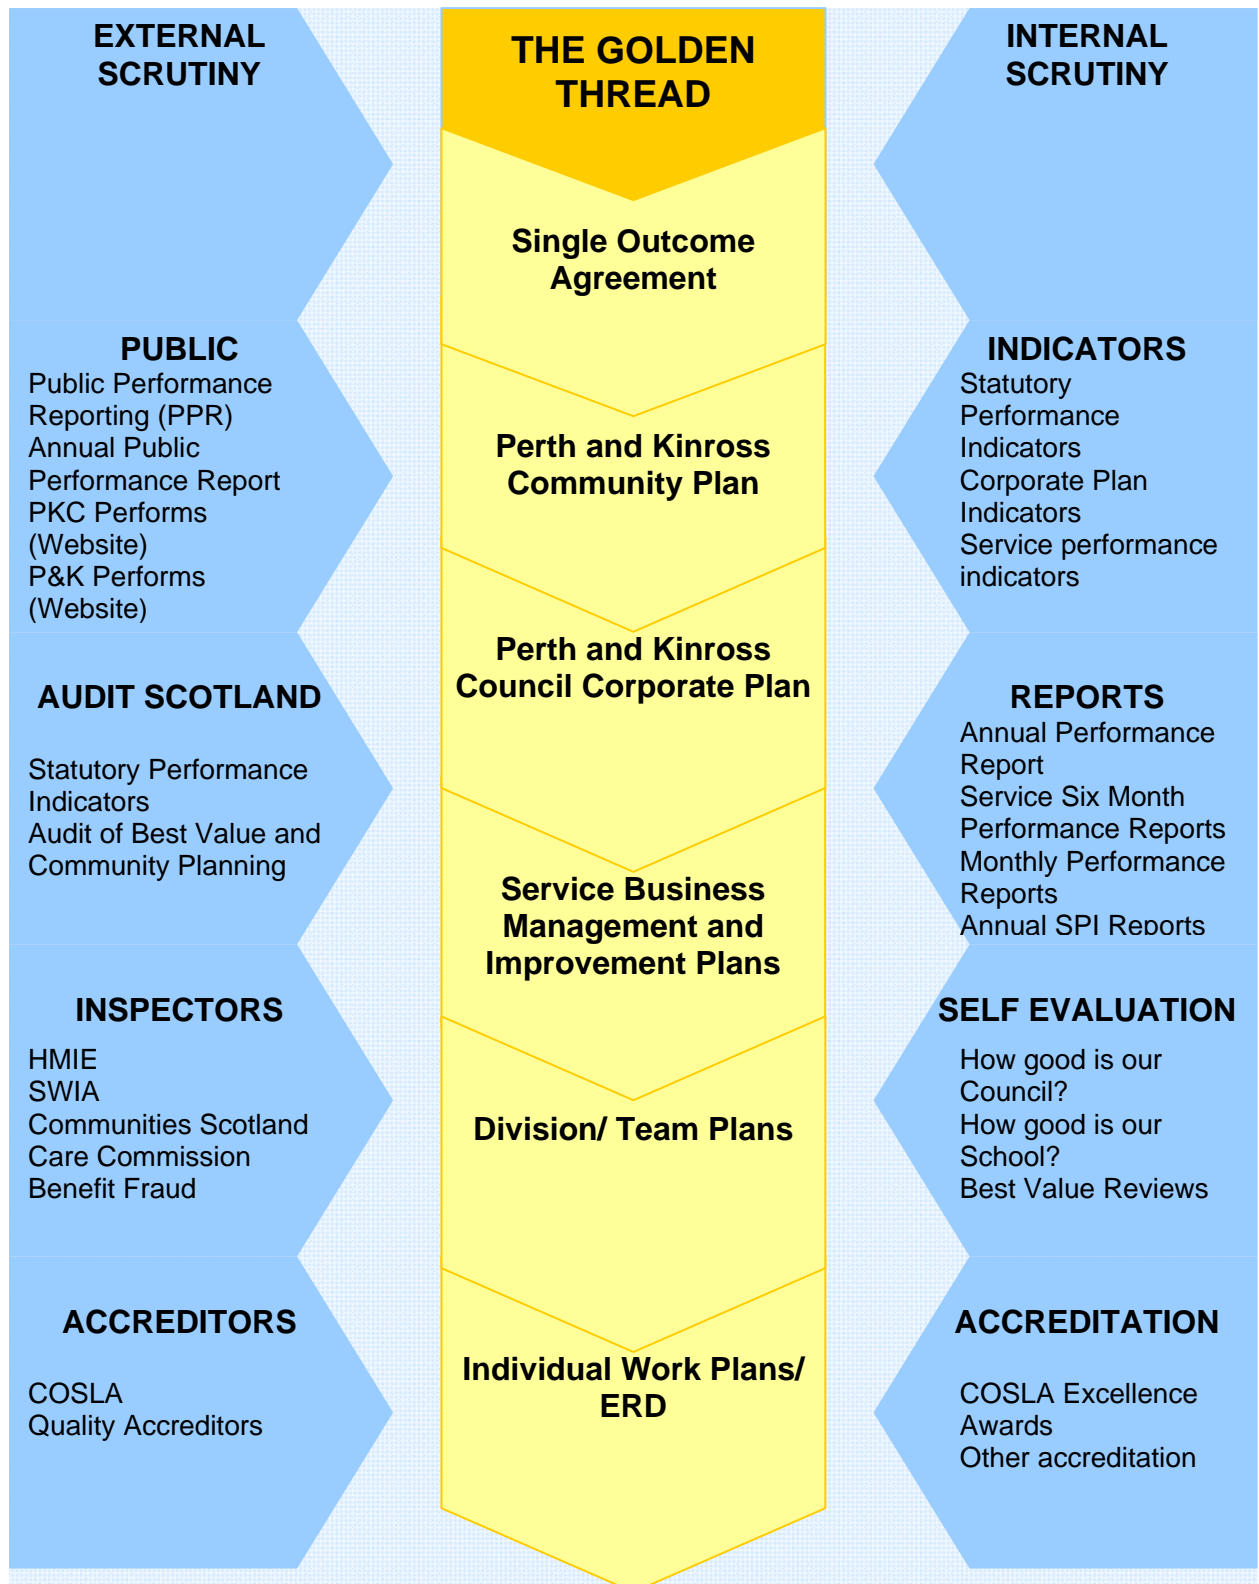 EXTERNAL
SCRUTINY
PUBLIC
Public Performance
Reporting (PPR)
Annual Public
Performance Report
PKC Performs
(Website)
P&K Performs
(Website)
AUDIT SCOTLAND
Statutory Performance
Indicators
Audit of Best Value and
Community Planning
INSPECTORS
HMIE
SWIA
Communities Scotland
Care Commission
Benefit Fraud
ACCREDITORS
COSLA
Quality Accreditors
THE GOLDEN
THREAD
Single Outcome
Agreement
Perth and Kinross
Community Plan
Perth and Kinross
Council Corporate Plan
Service Business
Management and
Improvement Plans
Division/ Team Plans
Individual Work Plans/
ERD
INTERNAL
SCRUTINY
INDICATORS
Statutory
Performance
Indicators
Corporate Plan
Indicators
Service performance
indicators
REPORTS
Annual Performance
Report
Service Six Month
Performance Reports
Monthly Performance
Reports
Annual SPI Reports
SELF EVALUATION
How good is our
Council?
How good is our
School?
Best Value Reviews
ACCREDITATION
COSLA Excellence
Awards
Other accreditation